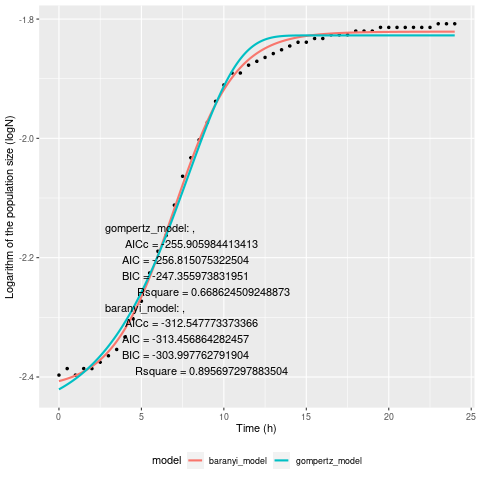 -1.8
-2.0
-2.2
-2.4
Logarithm of the population size (logN)
gompertz_model: ,
AICc = -255.905984413413
AIC = -256.815075322504
BIC = -247.355973831951
Rsquare = 0.668624509248873
baranyi_model: ,
AICc = -312.547773373366
AIC = -313.456864282457
BIC = -303.997762791904
Rsquare = 0.895697297883504
0 5 10 15 20 25
Time (h)
model baranyi_model gompertz_model